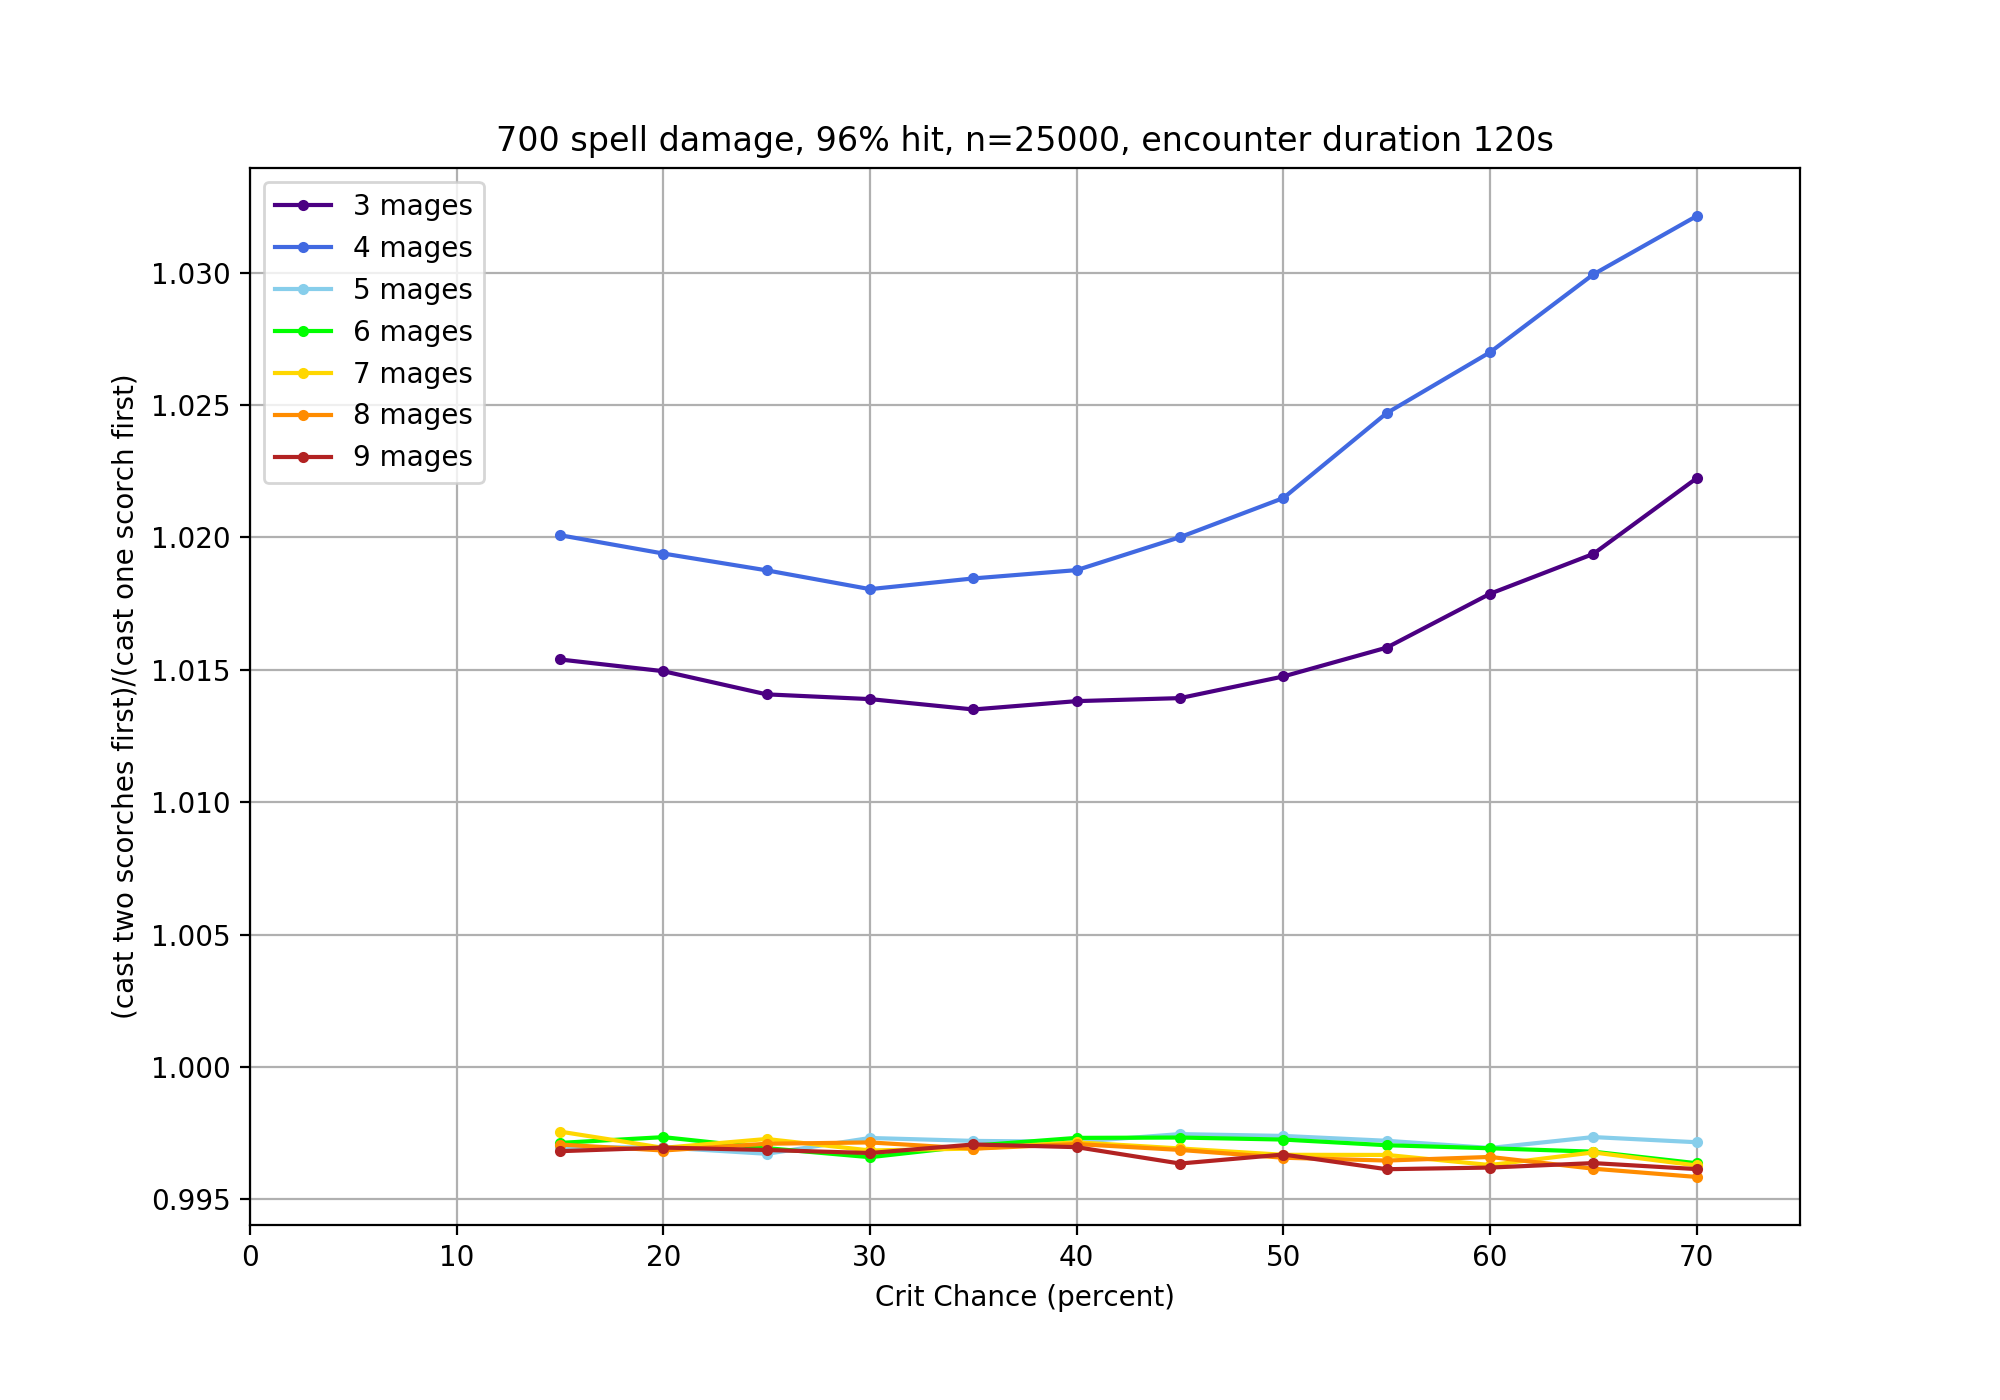 700 spell damage, 96% hit, n=25000, encounter duration 120s
3 mages
4 mages
5 mages
6 mages
7 mages
8 mages
9 mages
1.030
1.025
1.020
1.015
1.010
1.005
1.000
0.995
(cast two scorches first)/(cast one scorch first)
0 10 20 30 40 50 60 70
Crit Chance (percent)